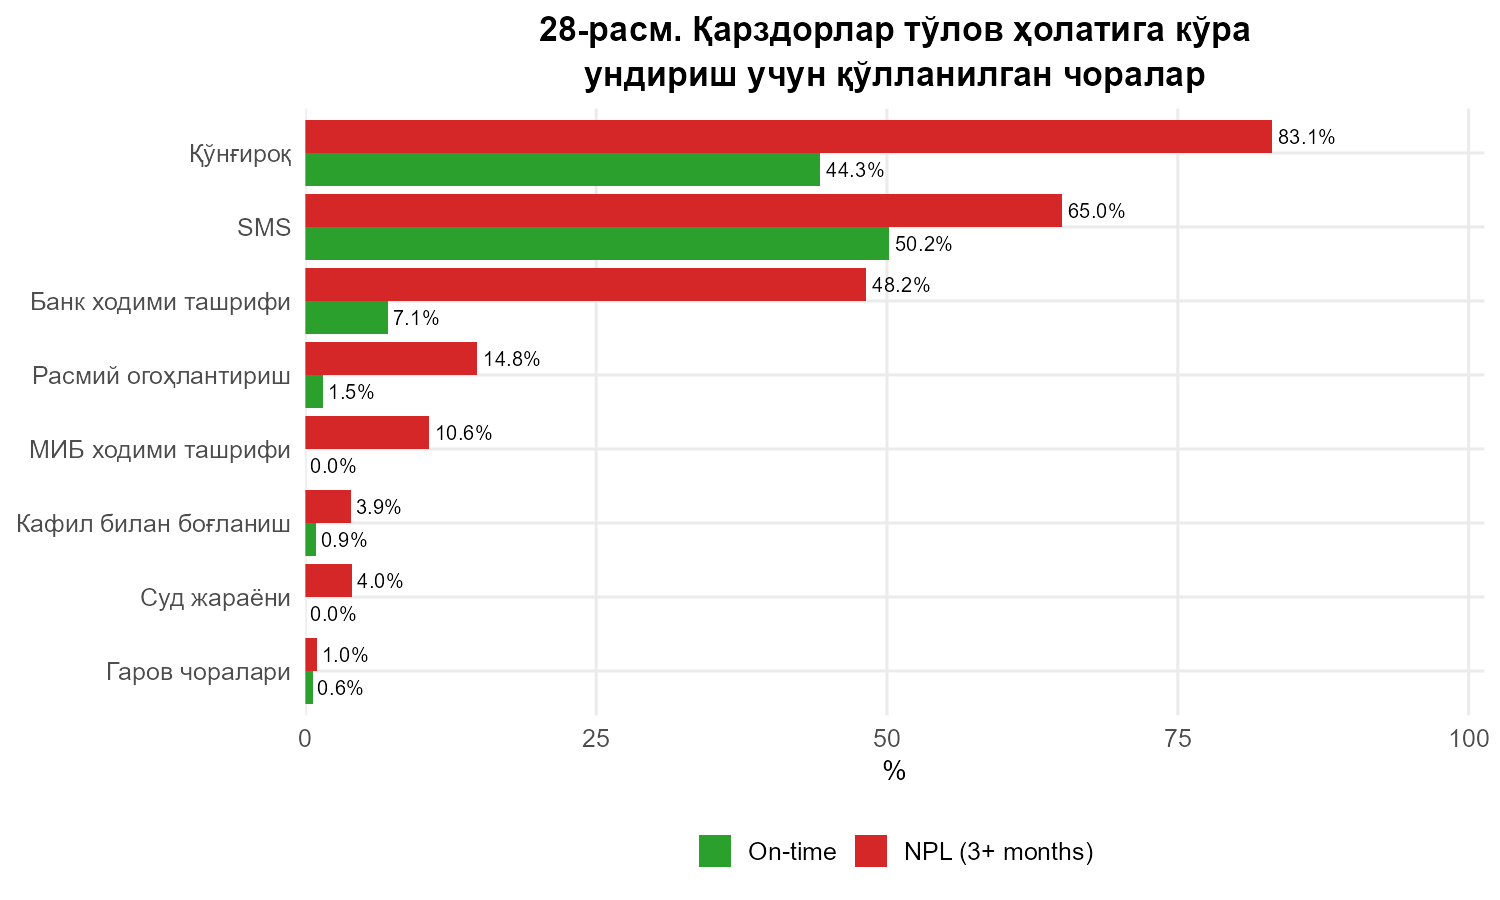 28-расм. Қарздорлар тўлов ҳолатига кўра
ундириш учун қўлланилган чоралар
Қўнғироқ
83.1%
44.3%
SMS
65.0%
50.2%
Банк ходими ташрифи
48.2%
7.1%
Расмий огоҳлантириш
14.8%
1.5%
МИБ ходими ташрифи
10.6%
0.0%
Кафил билан боғланиш
3.9%
0.9%
Суд жараёни
4.0%
0.0%
Гаров чоралари
1.0%
0.6%
0 25 50 75 100
%
On-time NPL (3+ months)